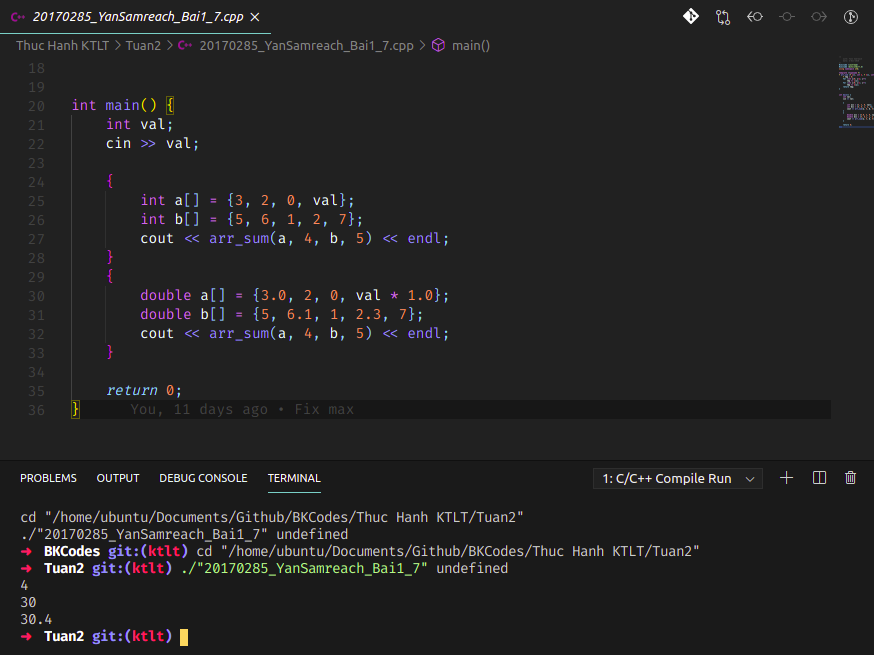 C++ 20170285_YanSamreach_Bai1_7.cpp ×
Thuc Hanh KTLT > Tuan2 > C++ 20170285_YanSamreach_Bai1_7.cpp > main()
18
19
20 int main() {
21 int val;
22 cin >> val;
23
24 {
25 int a[] = {3, 2, 0, val};
26 int b[] = {5, 6, 1, 2, 7};
27 cout << arr_sum(a, 4, b, 5) << endl;
28 }
29 {
30 double a[] = {3.0, 2, 0, val * 1.0};
31 double b[] = {5, 6.1, 1, 2.3, 7};
32 cout << arr_sum(a, 4, b, 5) << endl;
33 }
34
35 return 0;
36 } You, 11 days ago • Fix max
PROBLEMS OUTPUT DEBUG CONSOLE TERMINAL 1: C/C++ Compile Run
cd "/home/ubuntu/Documents/Github/BKCodes/Thuc Hanh KTLT/Tuan2"
./"20170285_YanSamreach_Bai1_7" undefined
➜ BKCodes git:(ktlt) cd "/home/ubuntu/Documents/Github/BKCodes/Thuc Hanh KTLT/Tuan2"
➜ Tuan2 git:(ktlt) ./"20170285_YanSamreach_Bai1_7" undefined
4
30
30.4
➜ Tuan2 git:(ktlt)